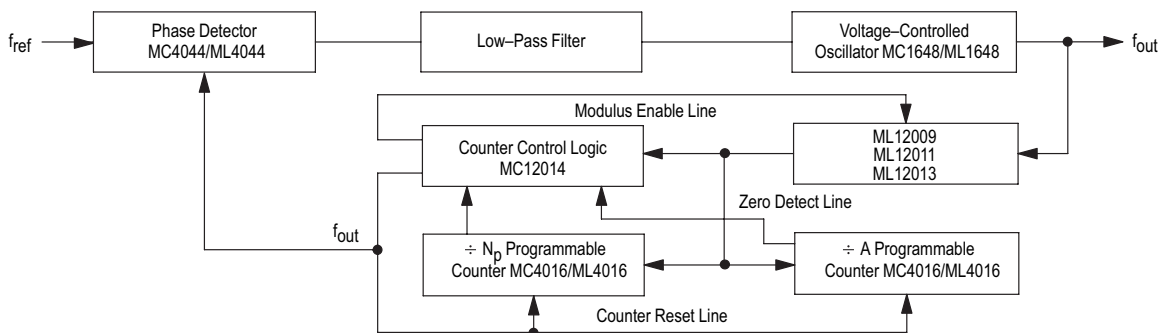 f_ref
Phase Detector
MC4044/ML4044
Low–Pass Filter
Voltage–Controlled
Oscillator MC1648/ML1648
f_out
Modulus Enable Line
Counter Control Logic
MC12014
ML12009
ML12011
ML12013
Zero Detect Line
f_out
÷ N_p Programmable
Counter MC4016/ML4016
÷ A Programmable
Counter MC4016/ML4016
Counter Reset Line